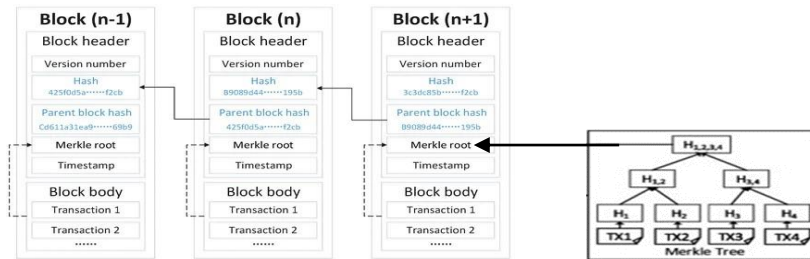 Block (n-1)
Block header
Version number
Hash
425f0d5a······f2cb
Parent block hash
Cd611a31ea9······69b9
Merkle root
Timestamp
Block body
Transaction 1
Transaction 2
······
Block (n)
Block header
Version number
Hash
B9089d44······195b
Parent block hash
425f0d5a······f2cb
Merkle root
Timestamp
Block body
Transaction 1
Transaction 2
······
Block (n+1)
Block header
Version number
Hash
3c3dc85b······f2cb
Parent block hash
B9089d44······195b
Merkle root
Timestamp
Block body
Transaction 1
Transaction 2
······
H1,2,3,4
H1,2 H3,4
H1 H2 H3 H4
TX1 TX2 TX3 TX4
Merkle Tree